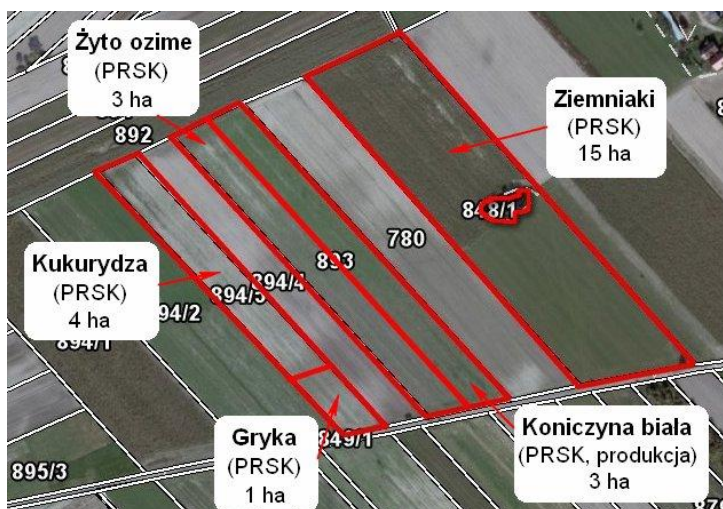 Żyto ozime
(PRSK)
3 ha
892
Ziemniaki
(PRSK)
15 ha
848/1
780
Kukurydza
(PRSK)
4 ha
893
894/4
894/5
894/2
894/1
Gryka
(PRSK)
1 ha
849/1
Koniczyna biała
(PRSK, produkcja)
3 ha
895/3